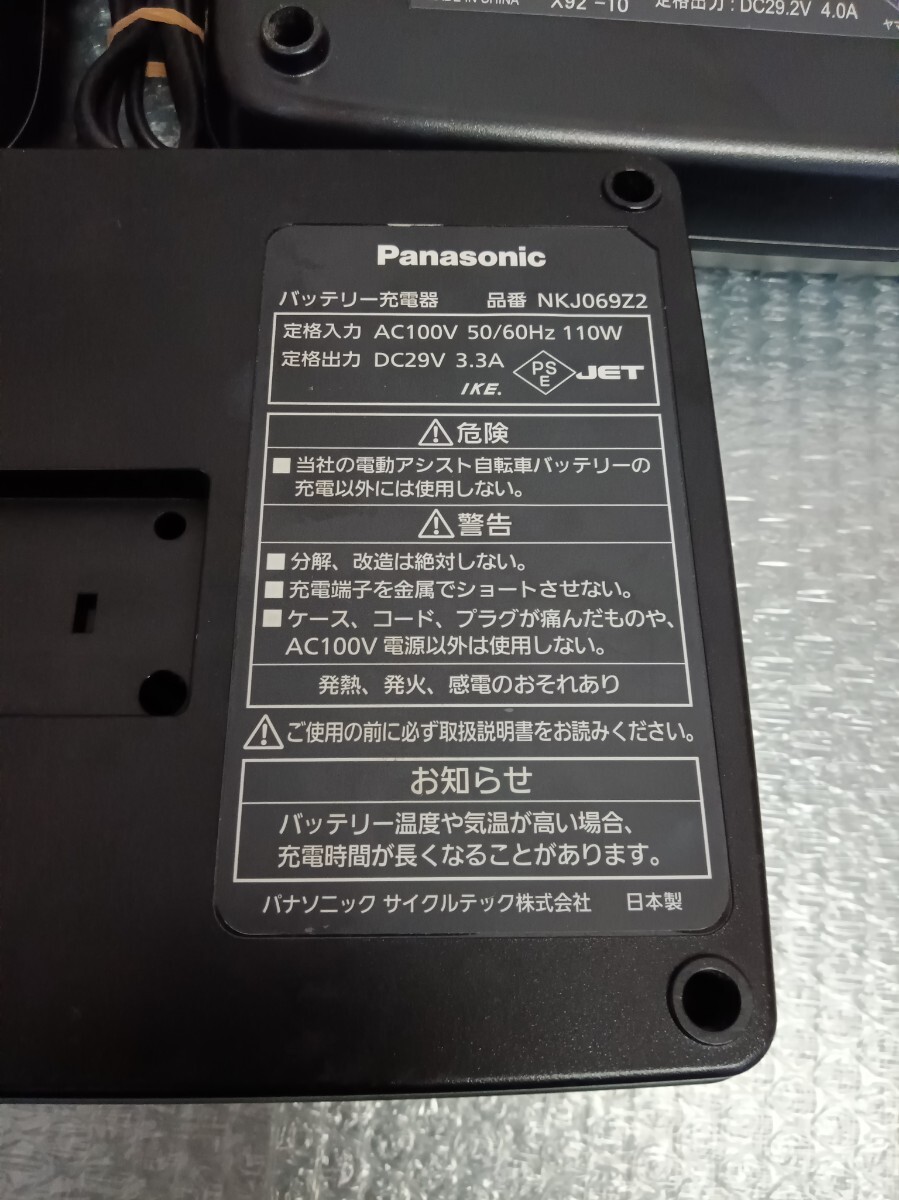 X92-10 定格出力：DC29.2V 4.0A
Panasonic
バッテリー充電器 品番 NKJ069Z2
定格入力 AC100V 50/60Hz 110W
定格出力 DC29V 3.3A
PS
E
JET
IKE.
⚠危険
■当社の電動アシスト自転車バッテリーの
充電以外には使用しない。
⚠警告
■分解、改造は絶対しない。
■充電端子を金属でショートさせない。
■ケース、コード、プラグが痛んだものや、
AC100V 電源以外は使用しない。
発熱、発火、感電のおそれあり
⚠ご使用の前に必ず取扱説明書をお読みください。
お知らせ
バッテリー温度や気温が高い場合、
充電時間が長くなることがあります。
パナソニック サイクルテック株式会社 日本製